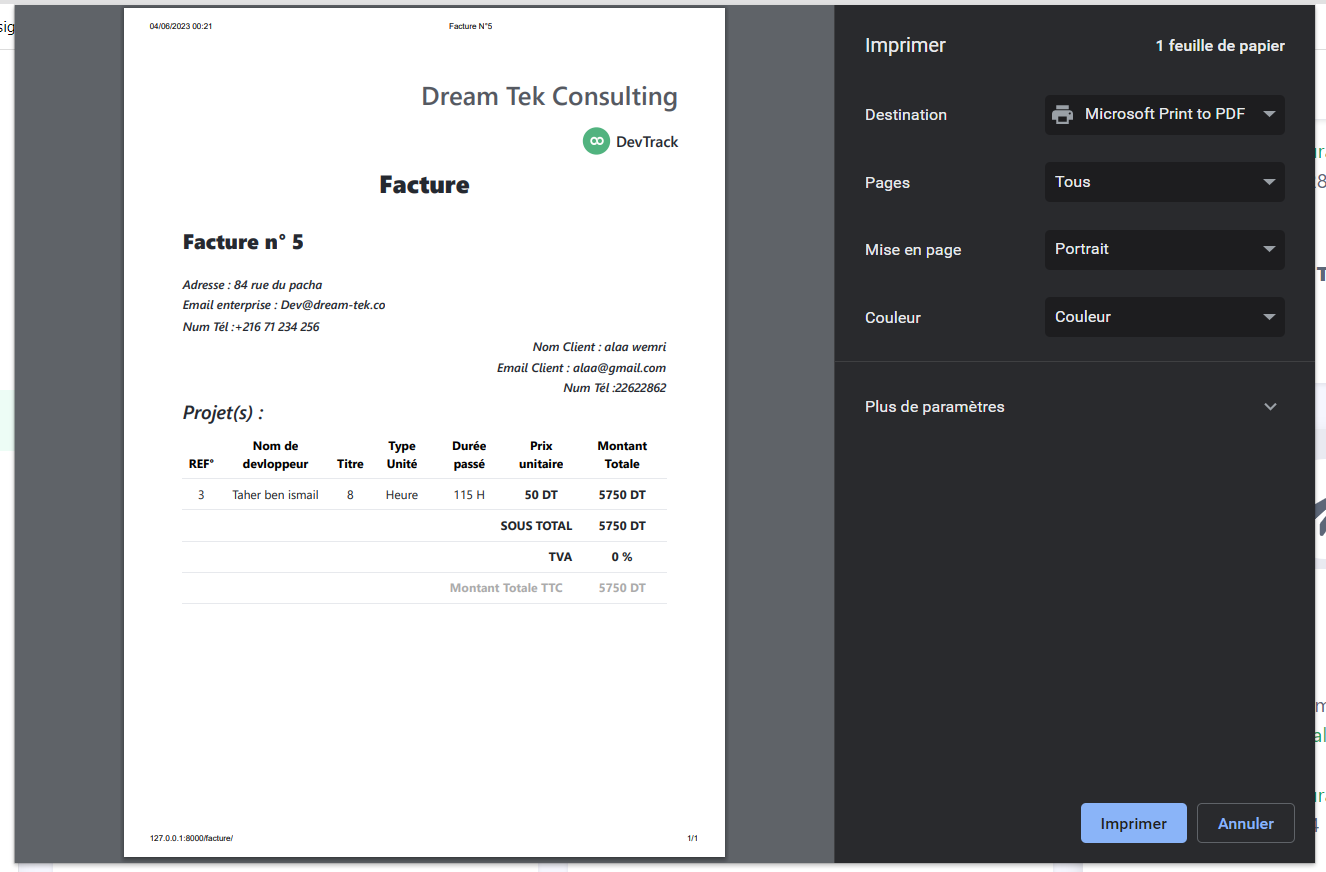 04/06/2023 00:21 Facture N°5
Dream Tek Consulting
DevTrack
Facture
Facture n° 5
Adresse : 84 rue du pacha
Email enterprise : Dev@dream-tek.co
Num Tél :+216 71 234 256
Nom Client : alaa wemri
Email Client : alaa@gmail.com
Num Tél :22622862
Projet(s) :
REF° Nom de devloppeur Titre Type Unité Durée passé Prix unitaire Montant Totale
3 Taher ben ismail 8 Heure 115 H 50 DT 5750 DT
SOUS TOTAL 5750 DT
TVA 0 %
Montant Totale TTC 5750 DT
127.0.0.1:8000/facture/ 1/1
Imprimer 1 feuille de papier
Destination Microsoft Print to PDF
Pages Tous
Mise en page Portrait
Couleur Couleur
Plus de paramètres
Imprimer Annuler